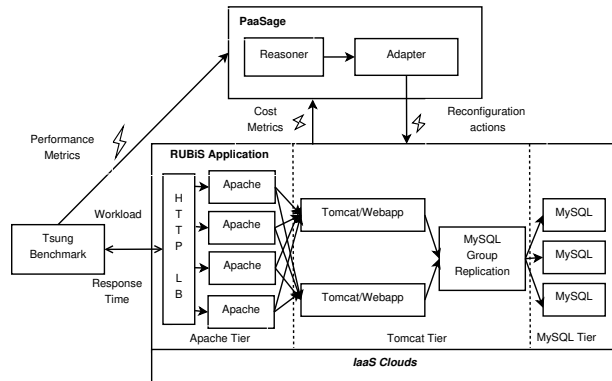 PaaSage
Reasoner
Adapter
Cost
Metrics
Reconfiguration
actions
Performance
Metrics
RUBiS Application
HTTP LB
Apache
Apache
Apache
Apache
Tomcat/Webapp
Tomcat/Webapp
MySQL
Group
Replication
MySQL
MySQL
MySQL
Tsung
Benchmark
Workload
Response
Time
Apache Tier
Tomcat Tier
MySQL Tier
IaaS Clouds